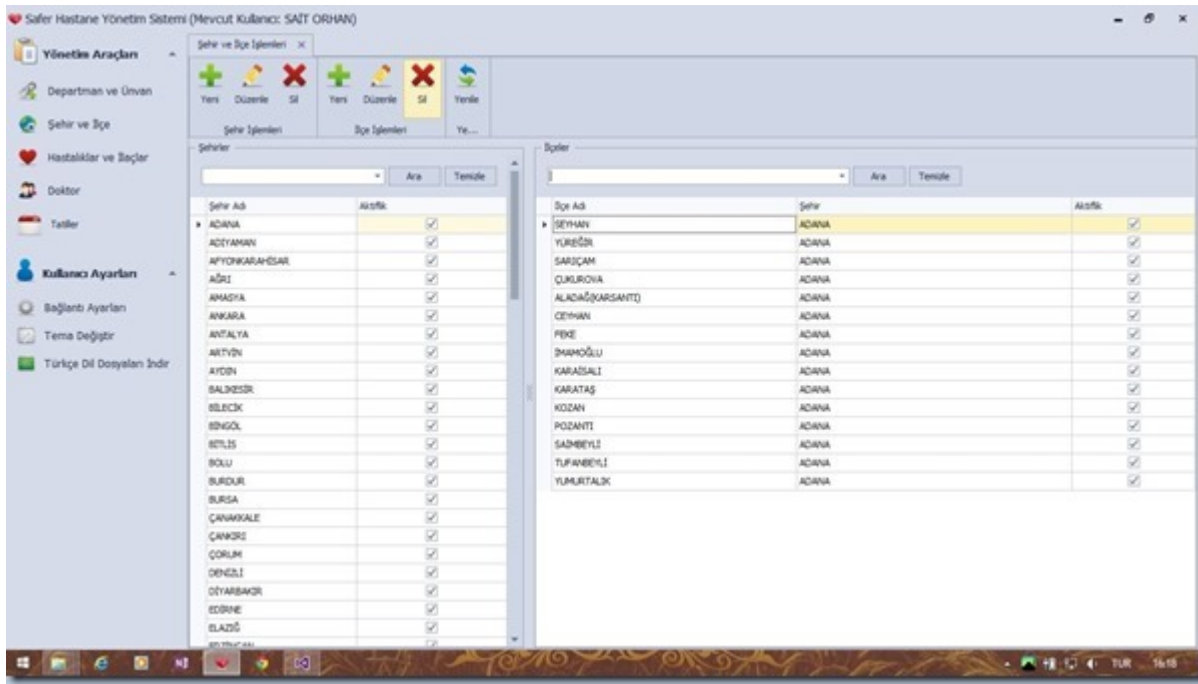 Safer Hastane Yönetim Sistemi (Mevcut Kullanıcı: SAİT ORHAN)
Yönetim Araçları
Departman ve Ünvan
Şehir ve İlçe
Hastalıklar ve İlaçlar
Doktor
Tatiller
Kullanıcı Ayarları
Bağlantı Ayarları
Tema Değiştir
Türkçe Dil Dosyaları İndir
Şehir ve İlçe İşlemleri
Yeni Düzenle Sil Yeni Düzenle Sil Yenile
Şehir İşlemleri İlçe İşlemleri Ye...
Şehirler
Ara Temizle
Şehir Adı Aktiflik
ADANA
ADIYAMAN
AFYONKARAHİSAR
AĞRI
AMASYA
ANKARA
ANTALYA
ARTVİN
AYDIN
BALIKESİR
BİLECİK
BİNGÖL
BİTLİS
BOLU
BURDUR
BURSA
ÇANAKKALE
ÇANKIRI
ÇORUM
DENİZLİ
DİYARBAKIR
EDİRNE
ELAZIĞ
İlçeler
Ara Temizle
İlçe Adı Şehir Aktiflik
SEYHAN ADANA
YÜREĞİR ADANA
SARIÇAM ADANA
ÇUKUROVA ADANA
ALADAĞ(KARSANTI) ADANA
CEYHAN ADANA
FEKE ADANA
İMAMOĞLU ADANA
KARAİSALI ADANA
KARATAŞ ADANA
KOZAN ADANA
POZANTI ADANA
SAİMBEYLİ ADANA
TUFANBEYLİ ADANA
YUMURTALIK ADANA
TUR 16:18